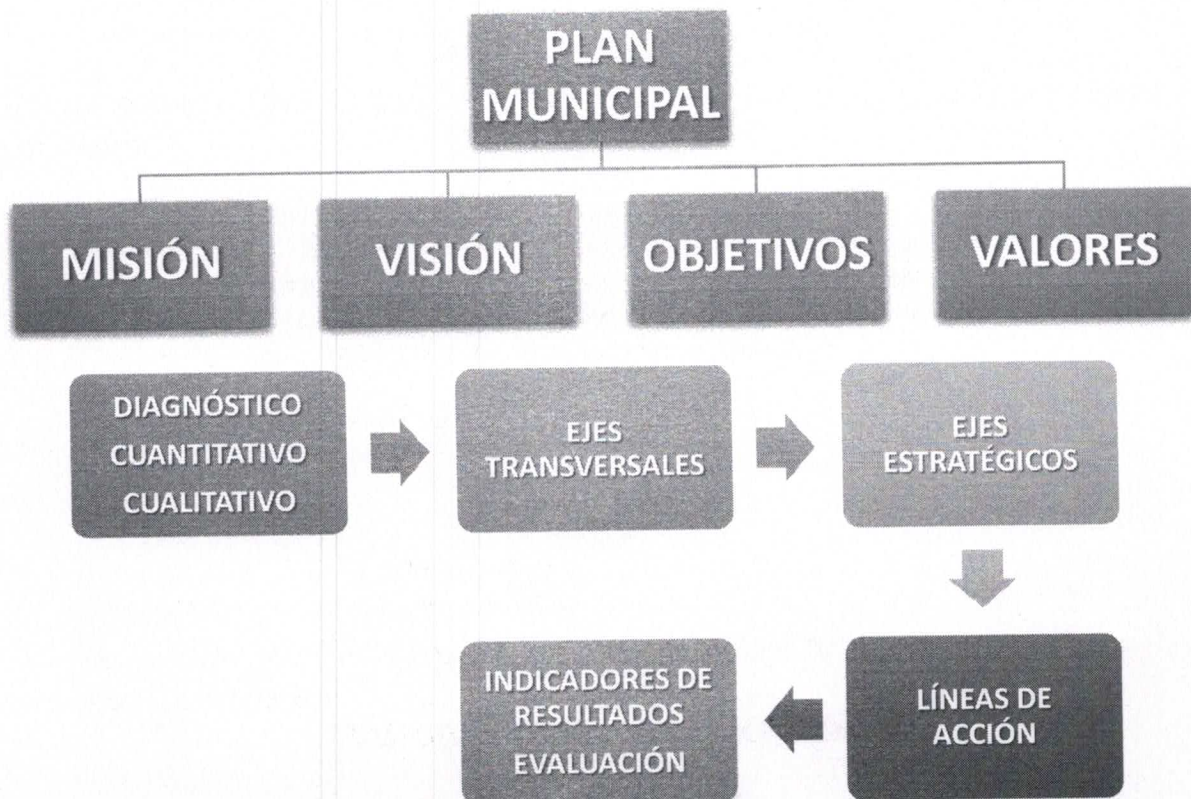 PLAN
MUNICIPAL
MISIÓN
VISIÓN
OBJETIVOS
VALORES
DIAGNÓSTICO
CUANTITATIVO
CUALITATIVO
EJES
TRANSVERSALES
EJES
ESTRATÉGICOS
LÍNEAS DE
ACCIÓN
INDICADORES DE
RESULTADOS
EVALUACIÓN